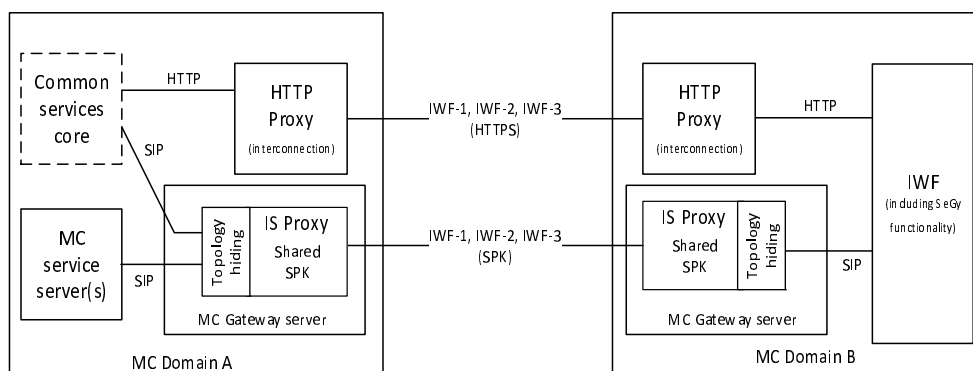 Common
services
core
HTTP
SIP
HTTP
Proxy
(interconnection)
MC
service
server(s)
SIP
Topology
hiding
IS Proxy
Shared
SPK
MC Gateway server
MC Domain A
IWF-1, IWF-2, IWF-3
(HTTPS)
IWF-1, IWF-2, IWF-3
(SPK)
HTTP
Proxy
(interconnection)
HTTP
IS Proxy
Shared
SPK
Topology
hiding
SIP
MC Gateway server
IWF
(including SeGy
functionality)
MC Domain B